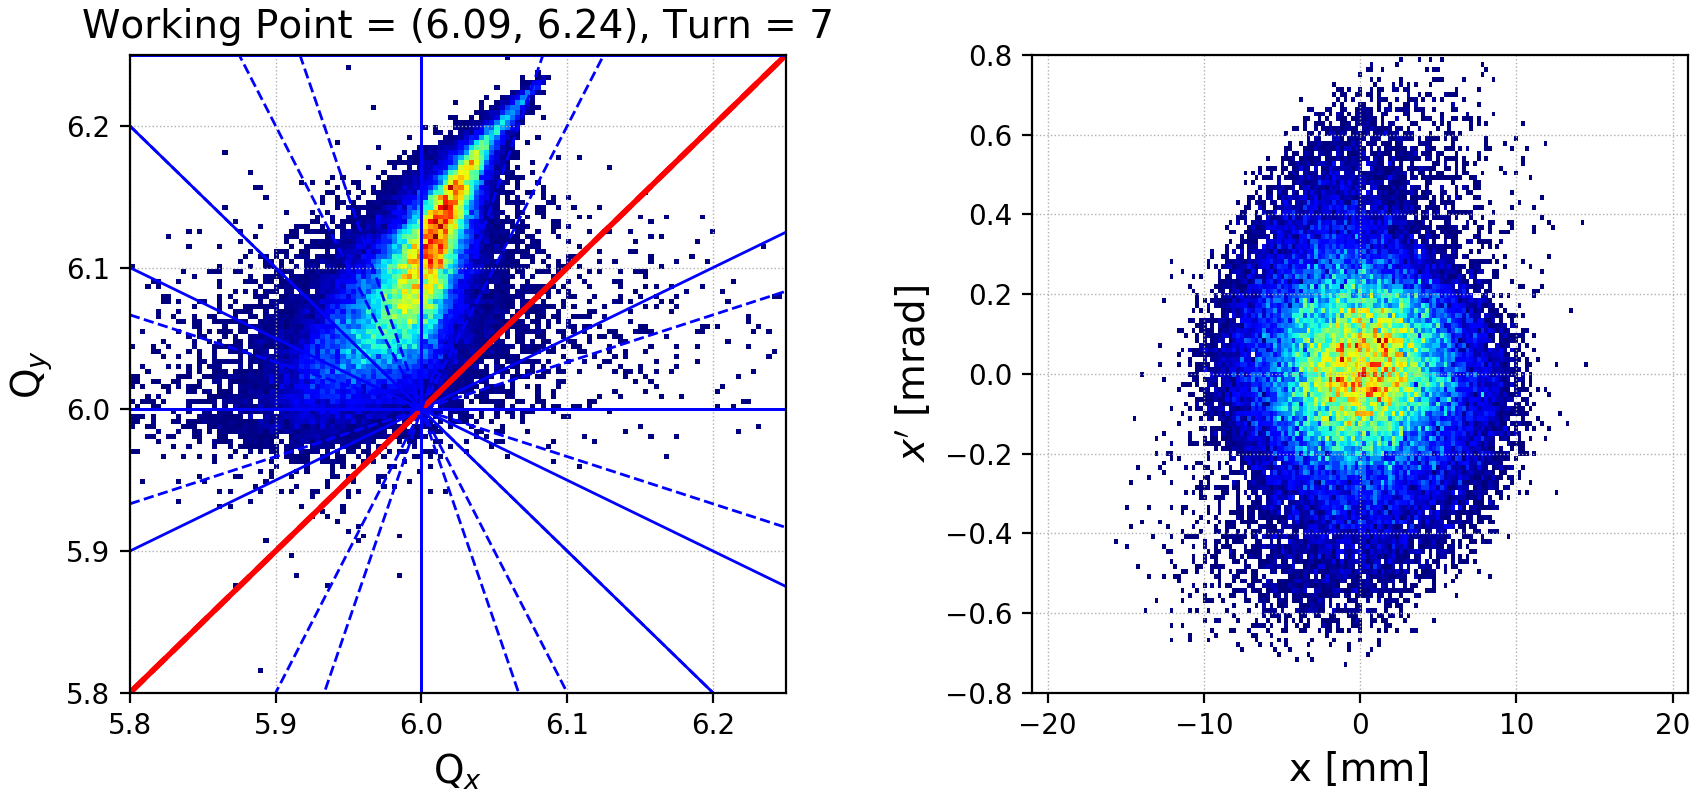 Working Point = (6.09, 6.24), Turn = 7
6.2
6.1
6.0
5.9
5.8
Qy
5.8 5.9 6.0 6.1 6.2
Qx
0.8
0.6
0.4
0.2
0.0
−0.2
−0.4
−0.6
−0.8
x′ [mrad]
−20 −10 0 10 20
x [mm]